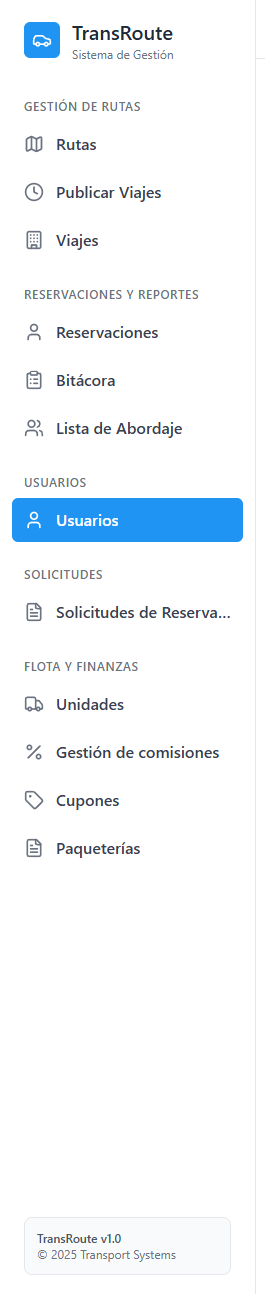 TransRoute
Sistema de Gestión
GESTIÓN DE RUTAS
Rutas
Publicar Viajes
Viajes
RESERVACIONES Y REPORTES
Reservaciones
Bitácora
Lista de Abordaje
USUARIOS
Usuarios
SOLICITUDES
Solicitudes de Reserva...
FLOTA Y FINANZAS
Unidades
Gestión de comisiones
Cupones
Paqueterías
TransRoute v1.0
© 2025 Transport Systems